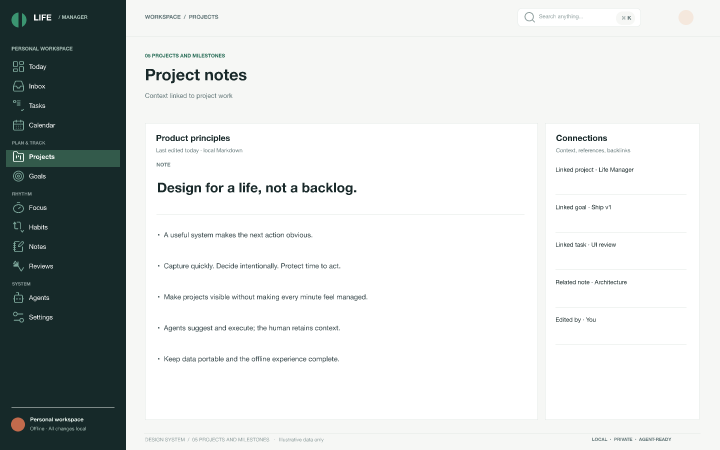 LIFE / MANAGER
PERSONAL WORKSPACE
Today
Inbox
Tasks
Calendar
PLAN & TRACK
Projects
Goals
RHYTHM
Focus
Habits
Notes
Reviews
SYSTEM
Agents
Settings
Personal workspace
Offline · All changes local
WORKSPACE / PROJECTS
Search anything...
⌘ K
05 PROJECTS AND MILESTONES
Project notes
Context linked to project work
Product principles
Last edited today · local Markdown
NOTE
Design for a life, not a backlog.
• A useful system makes the next action obvious.
• Capture quickly. Decide intentionally. Protect time to act.
• Make projects visible without making every minute feel managed.
• Agents suggest and execute; the human retains context.
• Keep data portable and the offline experience complete.
Connections
Context, references, backlinks
Linked project · Life Manager
Linked goal · Ship v1
Linked task · UI review
Related note · Architecture
Edited by · You
DESIGN SYSTEM / 05 PROJECTS AND MILESTONES · Illustrative data only
LOCAL • PRIVATE • AGENT-READY